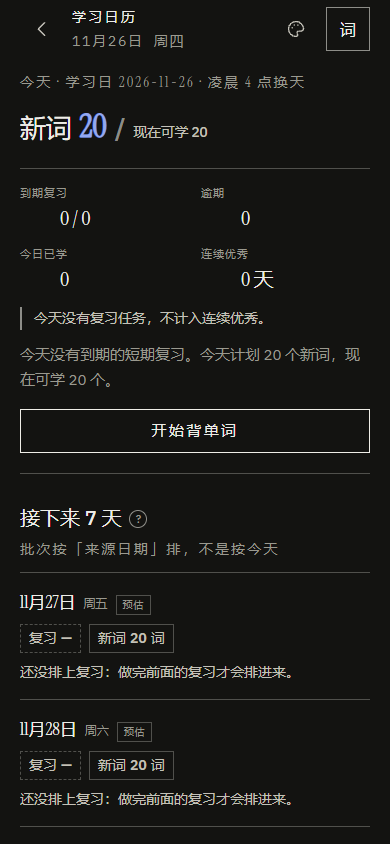 学习日历
11月26日 周四
词
今天 · 学习日 2026-11-26 · 凌晨 4 点换天
新词 20 / 现在可学 20
到期复习 逾期
0/0 0
今日已学 连续优秀
0 0天
今天没有复习任务，不计入连续优秀。
今天没有到期的短期复习。今天计划 20 个新词，现
在可学 20 个。
开始背单词
接下来 7 天 ?
批次按「来源日期」排，不是按今天
11月27日 周五 预估
复习 — 新词 20 词
还没排上复习：做完前面的复习才会排进来。
11月28日 周六 预估
复习 — 新词 20 词
还没排上复习：做完前面的复习才会排进来。